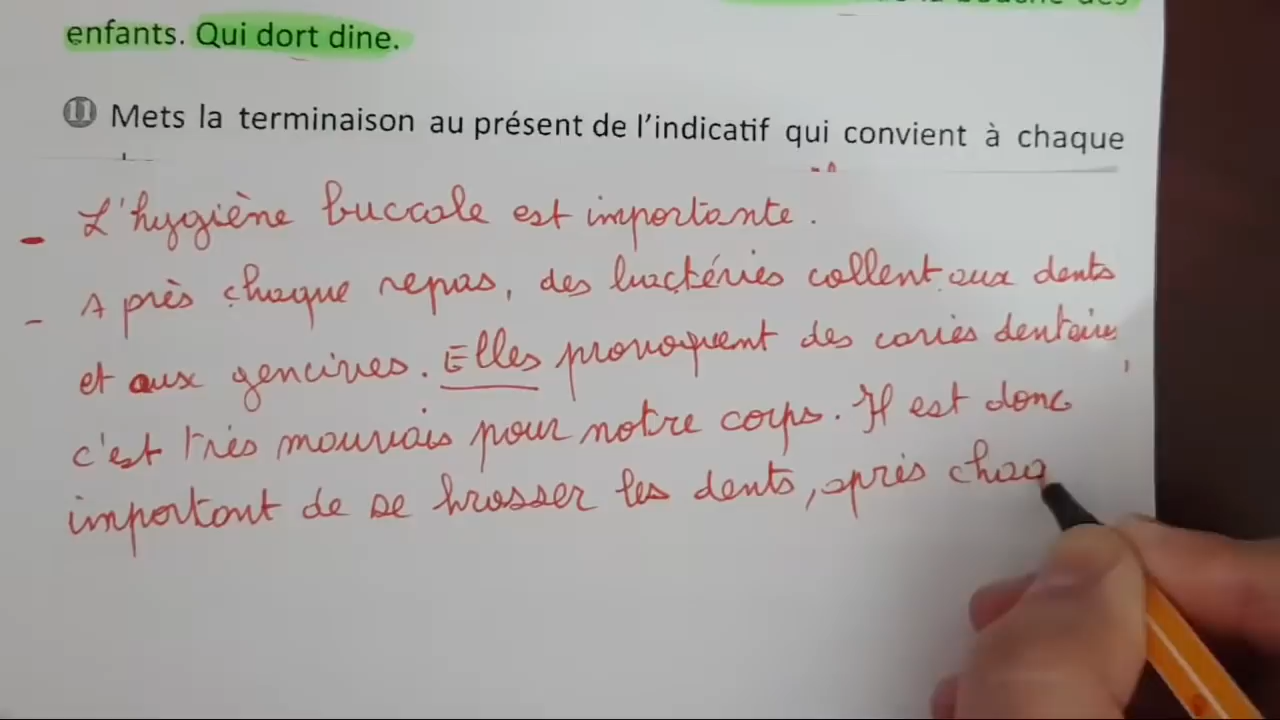 enfants. Qui dort dine.
11 Mets la terminaison au présent de l'indicatif qui convient à chaque
- L'hygiène buccale est importante.
- Après chaque repas, des bactéries collent aux dents
et aux gencives. Elles provoquent des caries dentaires,
c'est très mauvais pour notre corps. Il est donc
important de se brosser les dents, après chaq